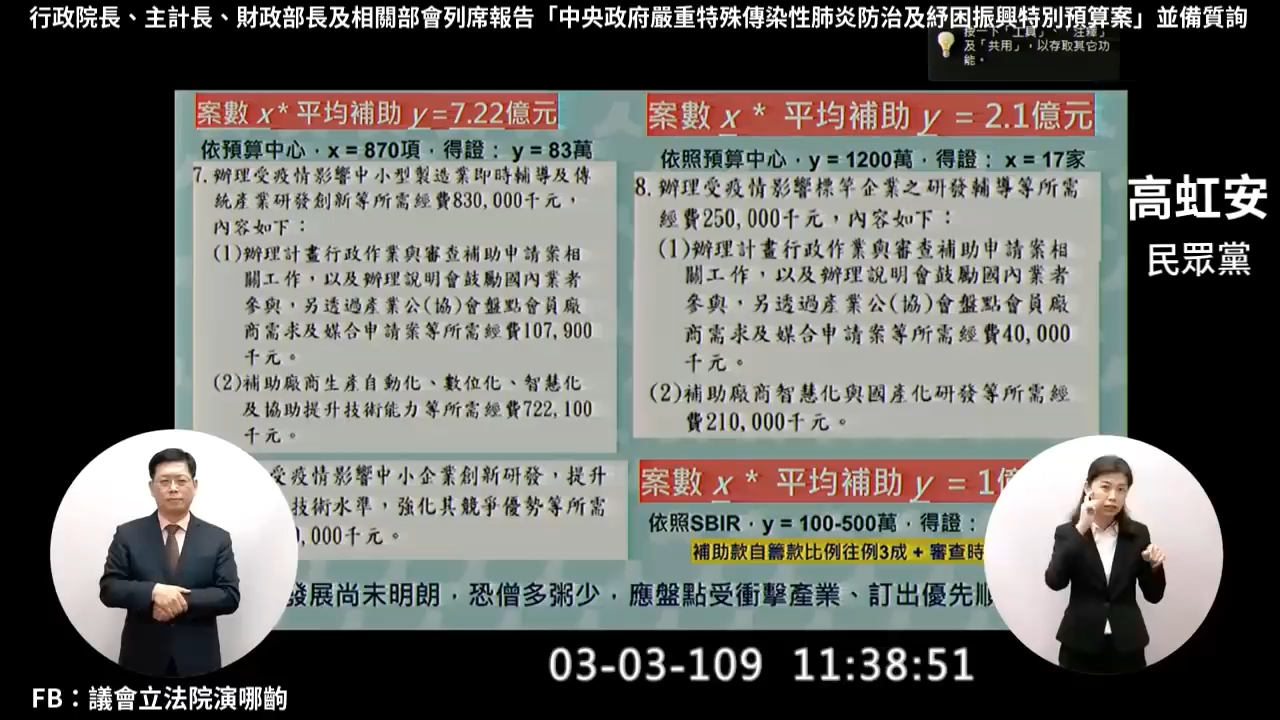 行政院長、主計長、財政部長及相關部會列席報告「中央政府嚴重特殊傳染性肺炎防治及紓困振興特別預算案」並備質詢
按一下「工具」、「注釋」
及「共用」，以存取其它功
能。
案數 x* 平均補助 y=7.22億元
依預算中心，x = 870項，得證： y = 83萬
7. 辦理受疫情影響中小型製造業即時輔導及傳
統產業研發創新等所需經費830,000千元，
內容如下：
(1)辦理計畫行政作業與審查補助申請案相
關工作，以及辦理說明會鼓勵國內業者
參與，另透過產業公(協)會盤點會員廠
商需求及媒合申請案等所需經費107,900
千元。
(2)補助廠商生產自動化、數位化、智慧化
及協助提升技術能力等所需經費722,100
千元。
受疫情影響中小企業創新研發，提升
技術水準，強化其競爭優勢等所需
,000千元。
案數 x * 平均補助 y = 2.1億元
依照預算中心，y = 1200萬，得證： x = 17家
8. 辦理受疫情影響標竿企業之研發輔導等所需
經費250,000千元，內容如下：
(1)辦理計畫行政作業與審查補助申請案相
關工作，以及辦理說明會鼓勵國內業者
參與，另透過產業公(協)會盤點會員廠
商需求及媒合申請案等所需經費40,000
千元。
(2)補助廠商智慧化與國產化研發等所需經
費210,000千元。
案數 x * 平均補助 y = 1億
依照SBIR，y = 100-500萬，得證：
補助款自籌款比例往例3成 + 審查時
發展尚未明朗，恐僧多粥少，應盤點受衝擊產業、訂出優先順
高虹安
民眾黨
03-03-109 11:38:51
FB：議會立法院演哪齣